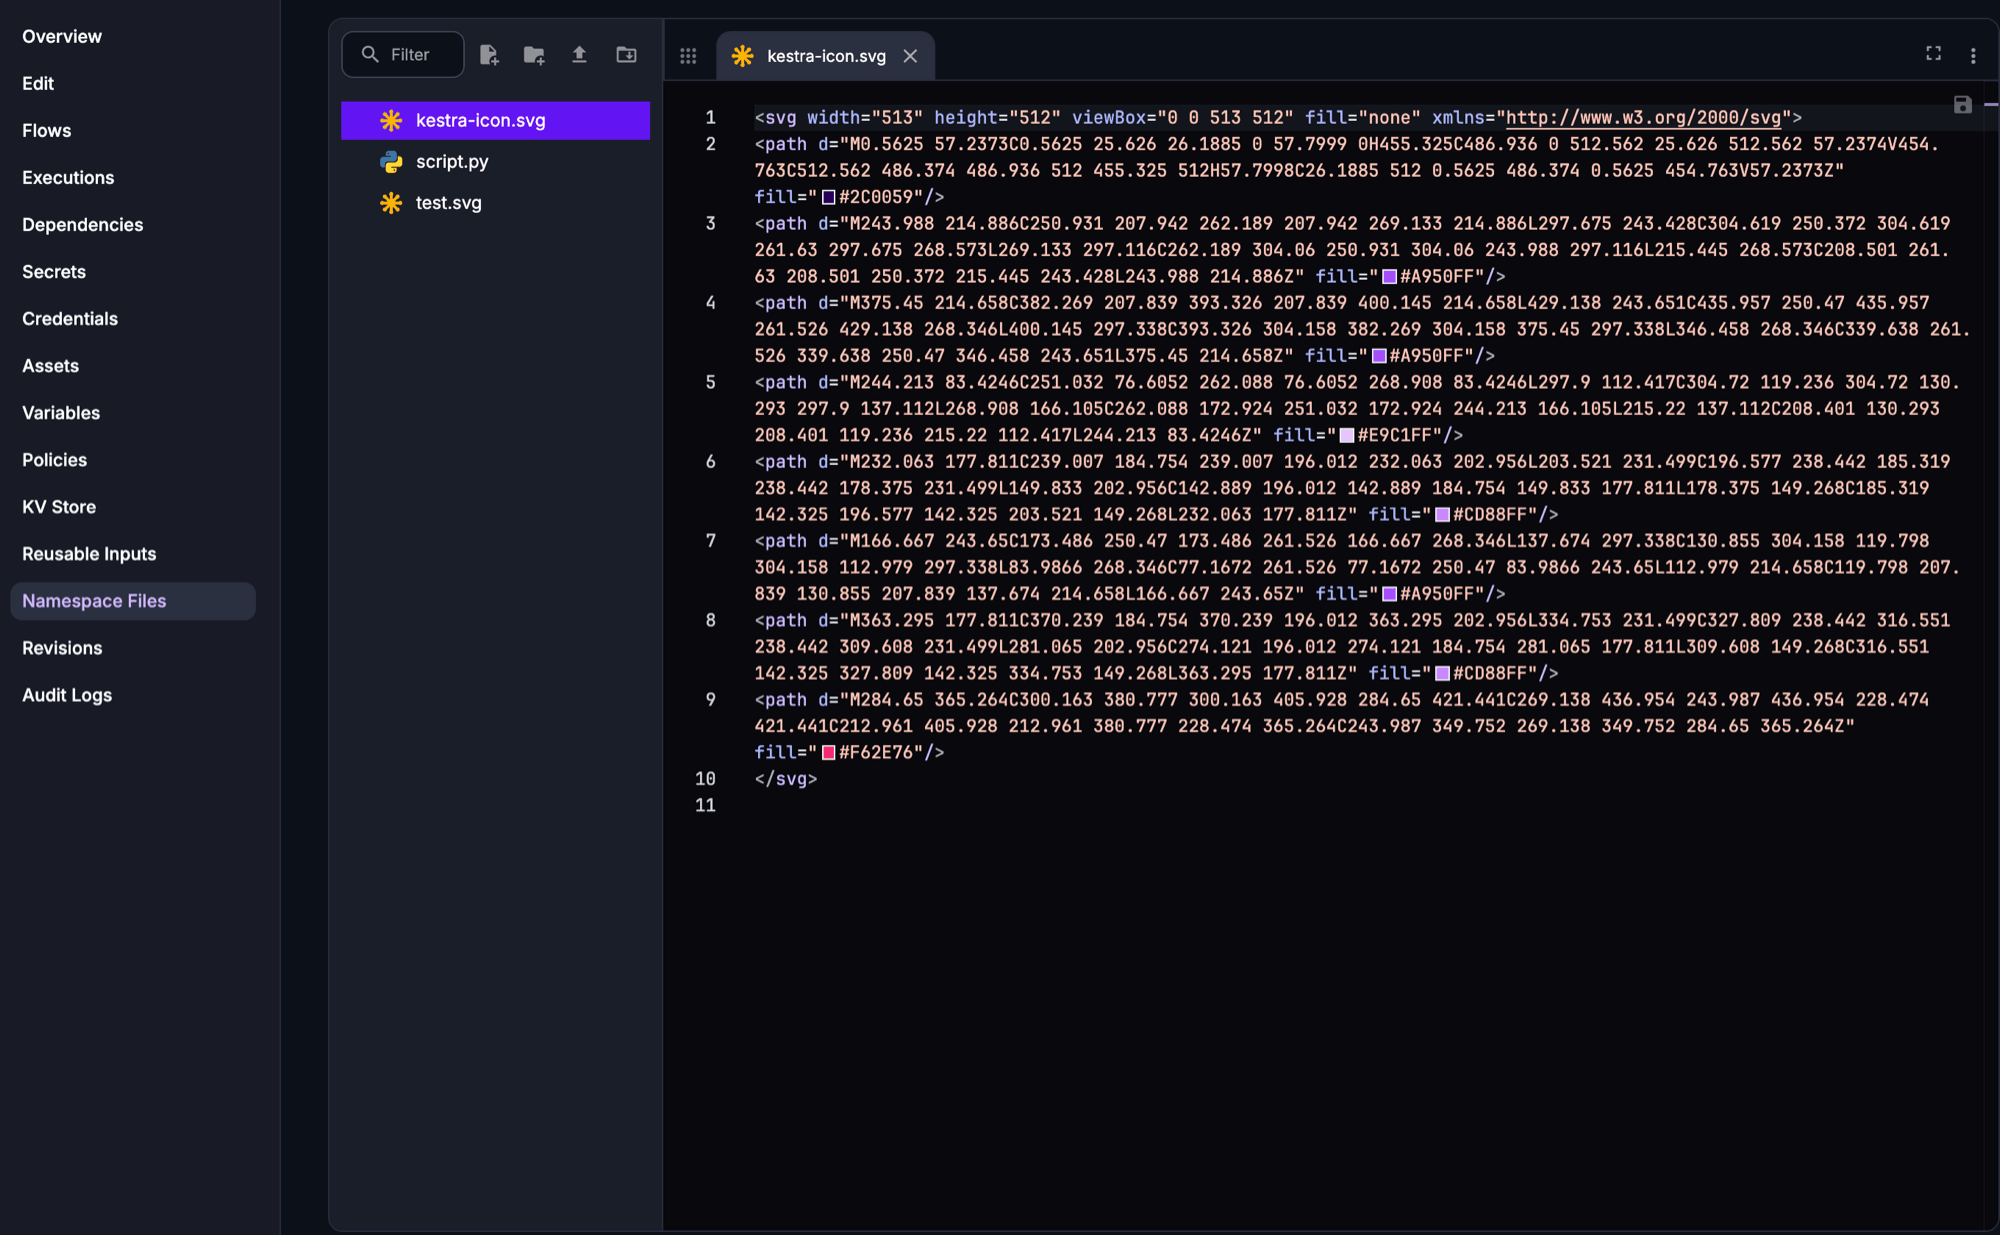 Overview
Edit
Flows
Executions
Dependencies
Secrets
Credentials
Assets
Variables
Policies
KV Store
Reusable Inputs
Namespace Files
Revisions
Audit Logs
Filter
kestra-icon.svg
script.py
test.svg
kestra-icon.svg
1 <svg width="513" height="512" viewBox="0 0 513 512" fill="none" xmlns="http://www.w3.org/2000/svg">
2 <path d="M0.5625 57.2373C0.5625 25.626 26.1885 0 57.7999 0H455.325C486.936 0 512.562 25.626 512.562 57.2374V454.
763C512.562 486.374 486.936 512 455.325 512H57.7998C26.1885 512 0.5625 486.374 0.5625 454.763V57.2373Z"
fill="#2C0059"/>
3 <path d="M243.988 214.886C250.931 207.942 262.189 207.942 269.133 214.886L297.675 243.428C304.619 250.372 304.619
261.63 297.675 268.573L269.133 297.116C262.189 304.06 250.931 304.06 243.988 297.116L215.445 268.573C208.501 261.
63 208.501 250.372 215.445 243.428L243.988 214.886Z" fill="#A950FF"/>
4 <path d="M375.45 214.658C382.269 207.839 393.326 207.839 400.145 214.658L429.138 243.651C435.957 250.47 435.957
261.526 429.138 268.346L400.145 297.338C393.326 304.158 382.269 304.158 375.45 297.338L346.458 268.346C339.638 261.
526 339.638 250.47 346.458 243.651L375.45 214.658Z" fill="#A950FF"/>
5 <path d="M244.213 83.4246C251.032 76.6052 262.088 76.6052 268.908 83.4246L297.9 112.417C304.72 119.236 304.72 130.
293 297.9 137.112L268.908 166.105C262.088 172.924 251.032 172.924 244.213 166.105L215.22 137.112C208.401 130.293
208.401 119.236 215.22 112.417L244.213 83.4246Z" fill="#E9C1FF"/>
6 <path d="M232.063 177.811C239.007 184.754 239.007 196.012 232.063 202.956L203.521 231.499C196.577 238.442 185.319
238.442 178.375 231.499L149.833 202.956C142.889 196.012 142.889 184.754 149.833 177.811L178.375 149.268C185.319
142.325 196.577 142.325 203.521 149.268L232.063 177.811Z" fill="#CD88FF"/>
7 <path d="M166.667 243.65C173.486 250.47 173.486 261.526 166.667 268.346L137.674 297.338C130.855 304.158 119.798
304.158 112.979 297.338L83.9866 268.346C77.1672 261.526 77.1672 250.47 83.9866 243.65L112.979 214.658C119.798 207.
839 130.855 207.839 137.674 214.658L166.667 243.65Z" fill="#A950FF"/>
8 <path d="M363.295 177.811C370.239 184.754 370.239 196.012 363.295 202.956L334.753 231.499C327.809 238.442 316.551
238.442 309.608 231.499L281.065 202.956C274.121 196.012 274.121 184.754 281.065 177.811L309.608 149.268C316.551
142.325 327.809 142.325 334.753 149.268L363.295 177.811Z" fill="#CD88FF"/>
9 <path d="M284.65 365.264C300.163 380.777 300.163 405.928 284.65 421.441C269.138 436.954 243.987 436.954 228.474
421.441C212.961 405.928 212.961 380.777 228.474 365.264C243.987 349.752 269.138 349.752 284.65 365.264Z"
fill="#F62E76"/>
10 </svg>
11